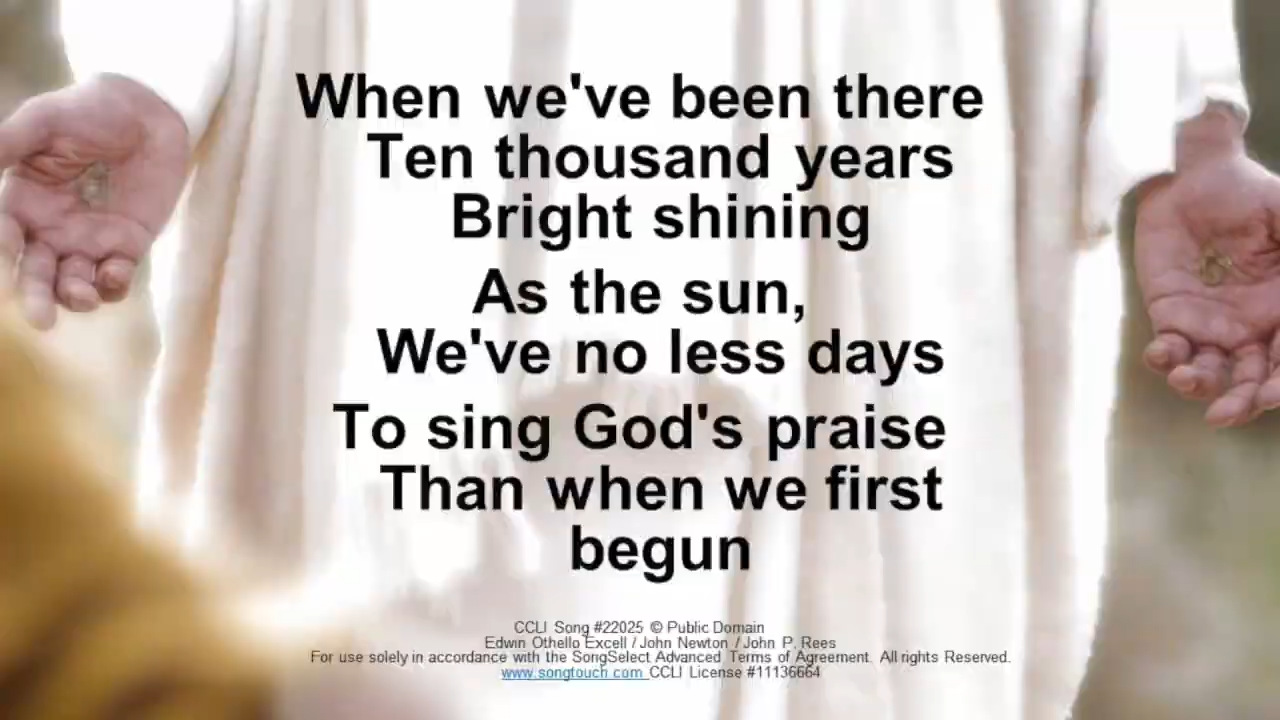 When we've been there
Ten thousand years
Bright shining
As the sun,
We've no less days
To sing God's praise
Than when we first
begun
CCLI Song #22025 © Public Domain
Edwin Othello Excell / John Newton / John P. Rees
For use solely in accordance with the SongSelect Advanced Terms of Agreement. All rights Reserved.
www.songtouch.com CCLI License #11136664